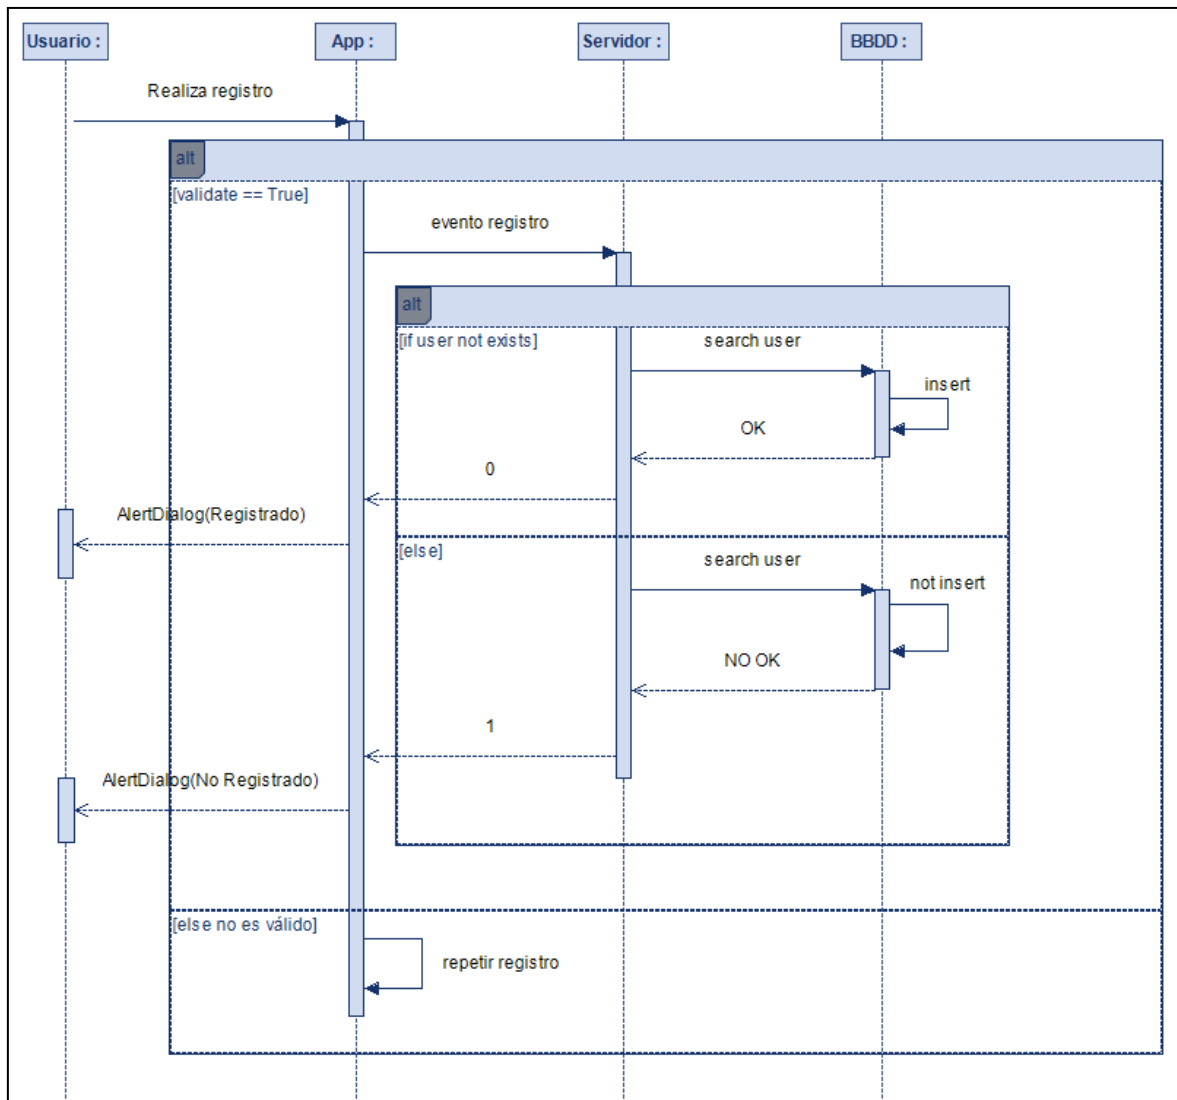 Usuario :
App :
Servidor :
BBDD :
Realiza registro
alt
[validate == True]
evento registro
alt
[if user not exists]
search user
insert
OK
0
AlertDialog(Registrado)
[else]
search user
not insert
NO OK
1
AlertDialog(No Registrado)
[else no es válido]
repetir registro